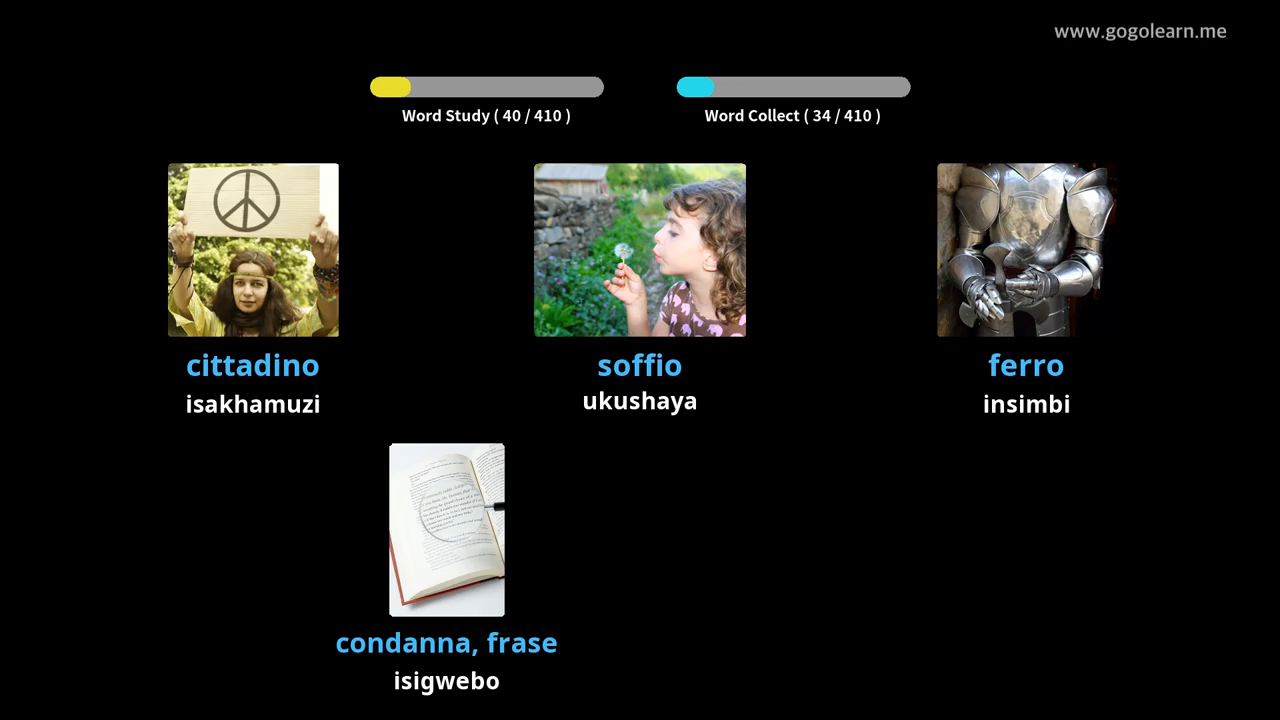 www.gogolearn.me
Word Study ( 40 / 410 )
Word Collect ( 34 / 410 )
cittadino
isakhamuzi
soffio
ukushaya
ferro
insimbi
condanna, frase
isigwebo